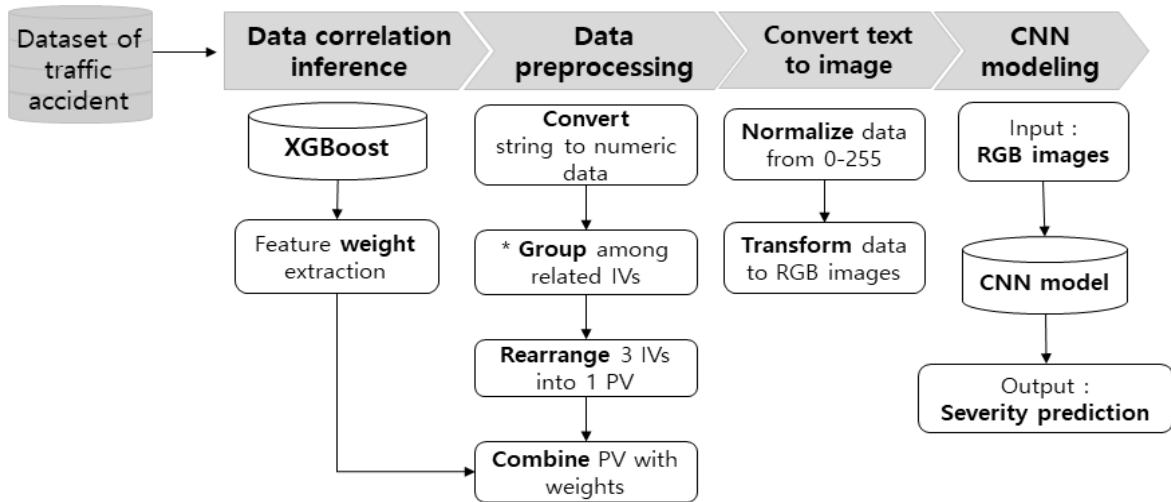 Dataset of
traffic
accident
Data correlation
inference
Data
preprocessing
Convert text
to image
CNN
modeling
XGBoost
Feature weight
extraction
Convert
string to numeric
data
* Group among
related IVs
Rearrange 3 IVs
into 1 PV
Combine PV with
weights
Normalize data
from 0-255
Transform data
to RGB images
Input :
RGB images
CNN model
Output :
Severity prediction